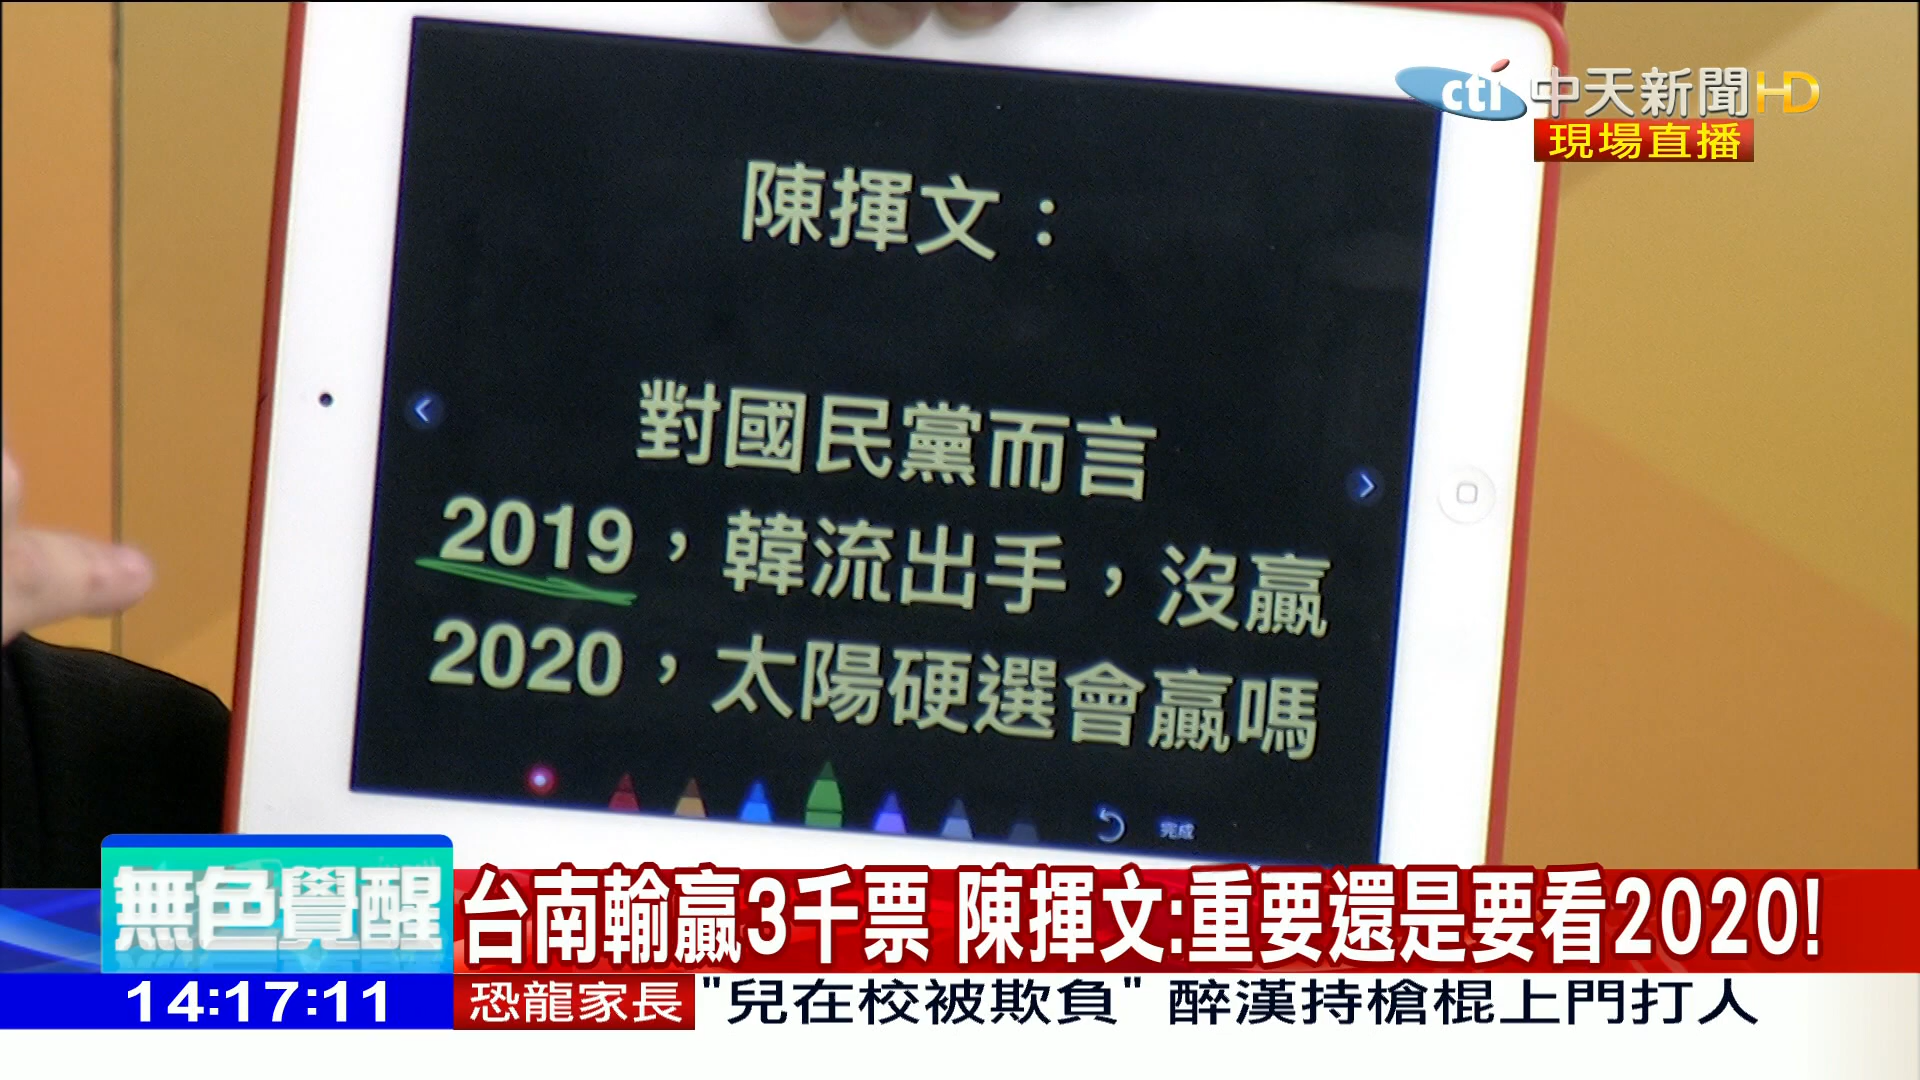 cti 中天新聞HD
現場直播
陳揮文：
對國民黨而言
2019，韓流出手，沒贏
2020，太陽硬選會贏嗎
完成
無色覺醒
台南輸贏3千票 陳揮文:重要還是要看2020!
14:17:11
恐龍家長 "兒在校被欺負" 醉漢持槍棍上門打人